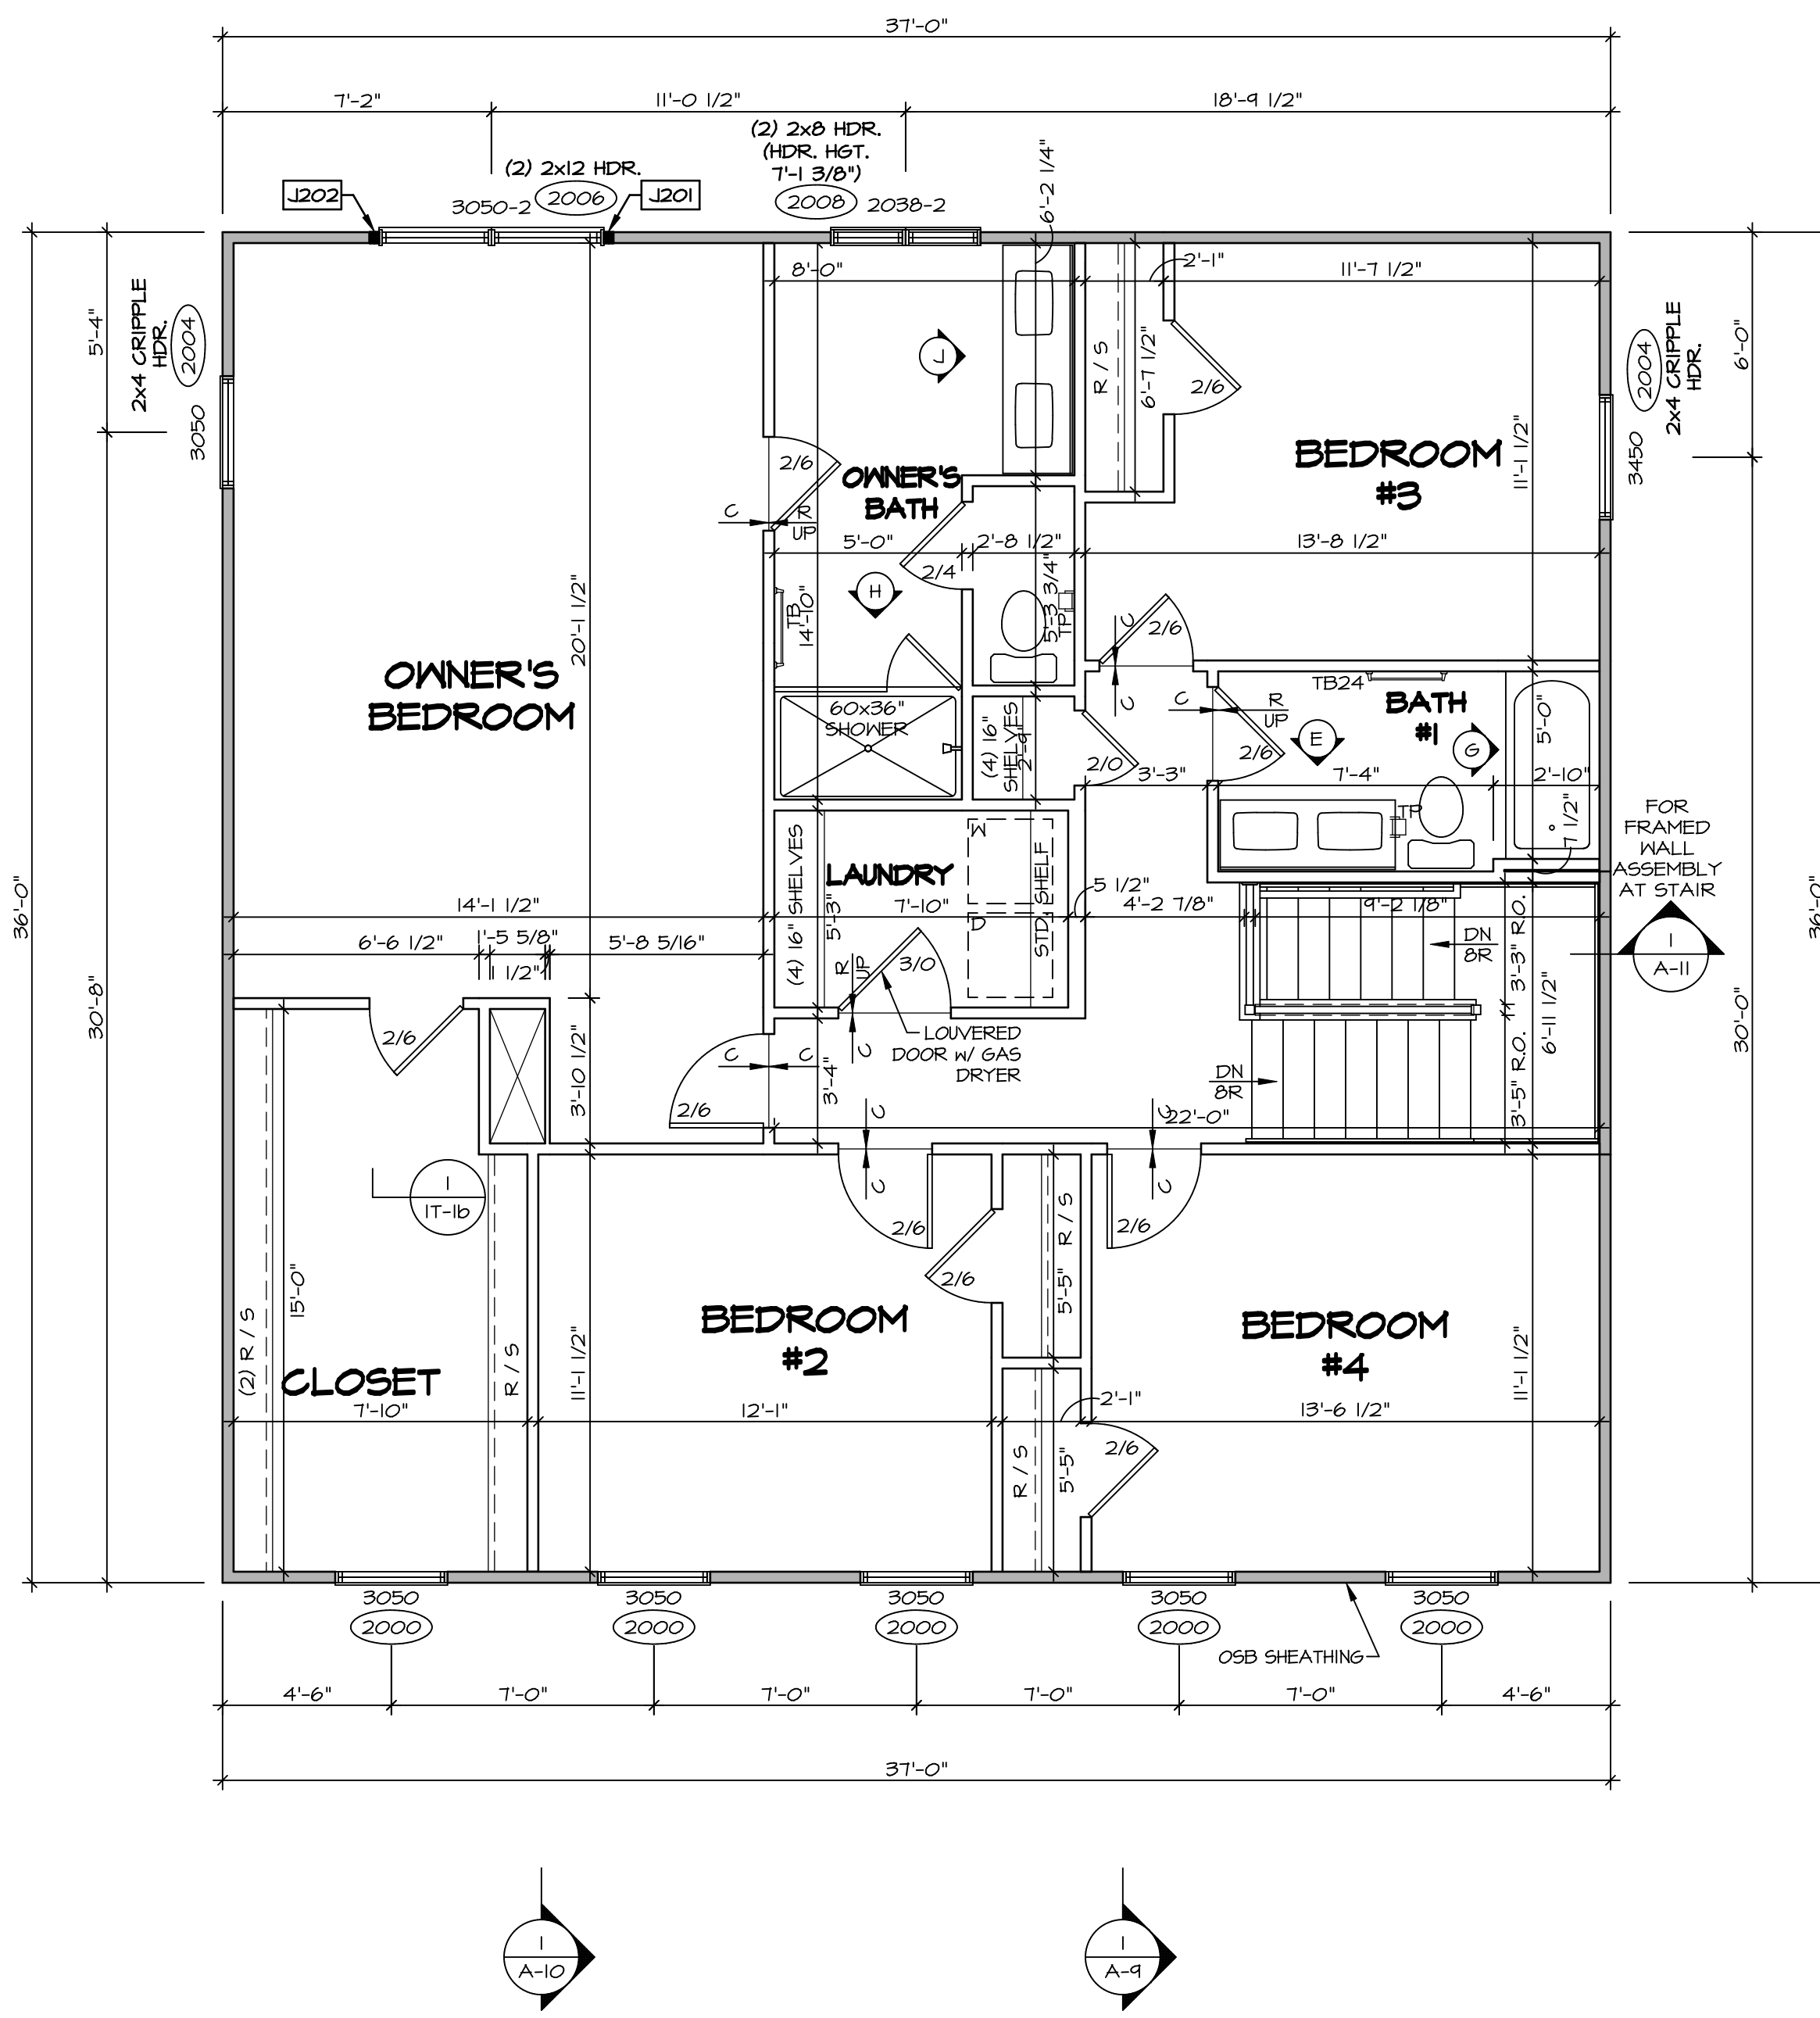 37'-0"
7'-2"
11'-0 1/2"
18'-9 1/2"
(2) 2x8 HDR.
(HDR. HGT.
7'-1 3/8")
(2) 2x12 HDR.
J202
3050-2
2006
J201
2008
2038-2
6'-2 1/4"
8'-0"
2'-1"
11'-7 1/2"
5'-4"
2x4 CRIPPLE
HDR.
2004
3050
R / S
6'-7 1/2"
2/6
J
2004
2x4 CRIPPLE
HDR.
3450
6'-0"
11'-1 1/2"
BEDROOM
#3
2/6
OWNER'S
BATH
C
R
UP
5'-0"
2'-8 1/2"
13'-8 1/2"
2/4
H
TB
14'-10"
5'-3 3/4"
TP
C
2/6
20'-1 1/2"
OWNER'S
BEDROOM
60x36"
SHOWER
(4) 16"
SHELVES
2'-9"
C
C
R
UP
TB24
BATH
#1
5'-0"
E
G
2/6
2/0
3'-3"
7'-4"
2'-10"
TP
7 1/2"
FOR
FRAMED
WALL
ASSEMBLY
AT STAIR
1
A-11
W
LAUNDRY
(4) 16" SHELVES
5'-3"
STD. SHELF
D
5 1/2"
14'-1 1/2"
7'-10"
4'-2 7/8"
9'-2 1/8"
36'-0"
36'-0"
6'-6 1/2"
1'-5 5/8"
5'-8 5/16"
1 1/2"
R
UP
3/0
DN
8R
3'-3" R.O.
6'-11 1/2"
30'-8"
30'-0"
2/6
LOUVERED
DOOR W/ GAS
DRYER
C
C
C
3'-10 1/2"
3'-4"
DN
8R
3'-5" R.O.
2/6
C
C
22'-0"
1
1T-1b
C
C
2/6
2/6
R / S
5'-5"
2/6
15'-0"
(2) R / S
CLOSET
R / S
11'-1 1/2"
BEDROOM
#2
BEDROOM
#4
11'-1 1/2"
7'-10"
12'-1"
2'-1"
13'-6 1/2"
2/6
R / S
5'-5"
3050
3050
3050
3050
3050
2000
2000
2000
2000
2000
OSB SHEATHING
4'-6"
7'-0"
7'-0"
7'-0"
7'-0"
4'-6"
37'-0"
1
A-10
1
A-9